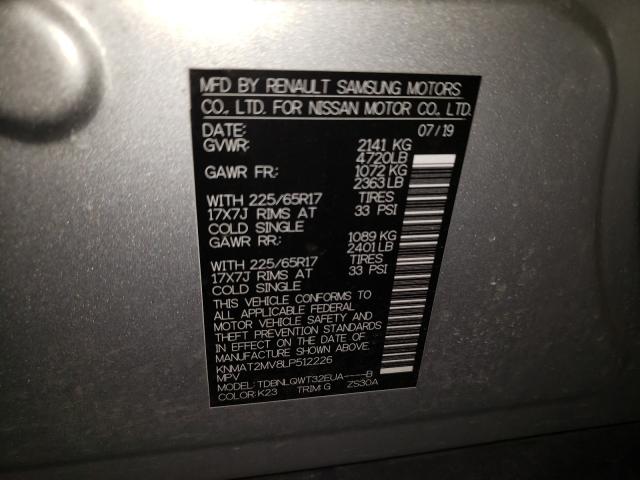 MFD BY RENAULT SAMSUNG MOTORS
CO., LTD. FOR NISSAN MOTOR CO., LTD.
DATE: 07/19
GVWR: 2141 KG
4720LB
GAWR FR: 1072 KG
2363 LB
WITH 225/65R17 TIRES
17X7J RIMS AT 33 PSI
COLD SINGLE
GAWR RR: 1089 KG
2401 LB
WITH 225/65R17 TIRES
17X7J RIMS AT 33 PSI
COLD SINGLE
THIS VEHICLE CONFORMS TO
ALL APPLICABLE FEDERAL
MOTOR VEHICLE SAFETY AND
THEFT PREVENTION STANDARDS
IN EFFECT ON THE DATE OF
MANUFACTURE SHOWN ABOVE.
KNMAT2MV8LP512226
MPV
MODEL: TDBNLQWT32EUA----B
COLOR: K23 TRIM: G ZS30A